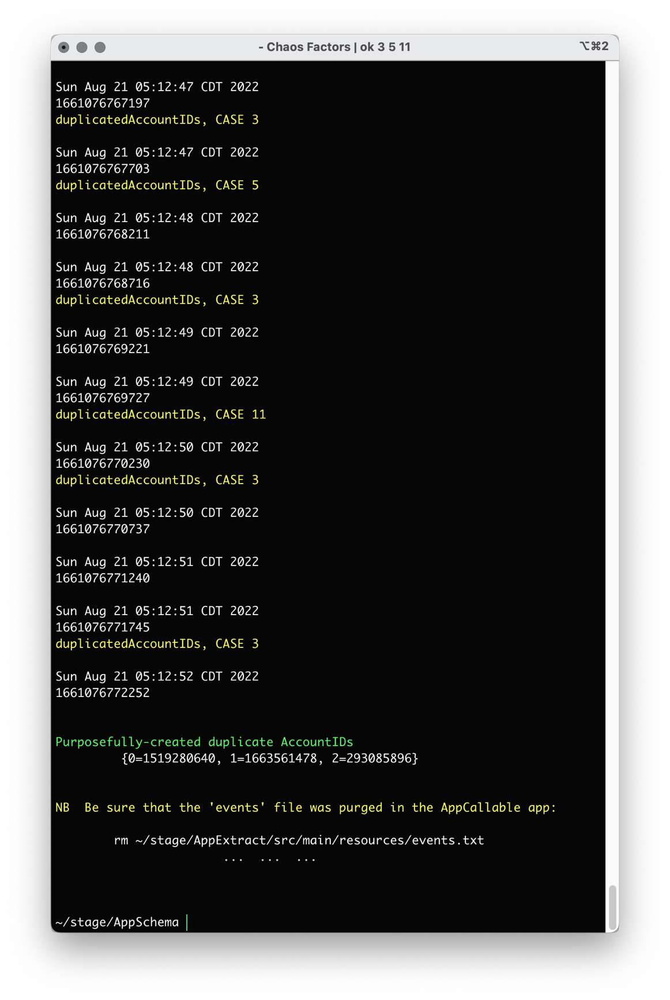 - Chaos Factors | ok 3 5 11
⌥⌘2
Sun Aug 21 05:12:47 CDT 2022
1661076767197
duplicatedAccountIDs, CASE 3
Sun Aug 21 05:12:47 CDT 2022
1661076767703
duplicatedAccountIDs, CASE 5
Sun Aug 21 05:12:48 CDT 2022
1661076768211
Sun Aug 21 05:12:48 CDT 2022
1661076768716
duplicatedAccountIDs, CASE 3
Sun Aug 21 05:12:49 CDT 2022
1661076769221
Sun Aug 21 05:12:49 CDT 2022
1661076769727
duplicatedAccountIDs, CASE 11
Sun Aug 21 05:12:50 CDT 2022
1661076770230
duplicatedAccountIDs, CASE 3
Sun Aug 21 05:12:50 CDT 2022
1661076770737
Sun Aug 21 05:12:51 CDT 2022
1661076771240
Sun Aug 21 05:12:51 CDT 2022
1661076771745
duplicatedAccountIDs, CASE 3
Sun Aug 21 05:12:52 CDT 2022
1661076772252
Purposefully-created duplicate AccountIDs
{0=1519280640, 1=1663561478, 2=293085896}
NB  Be sure that the 'events' file was purged in the AppCallable app:
rm ~/stage/AppExtract/src/main/resources/events.txt
...  ...  ...
~/stage/AppSchema